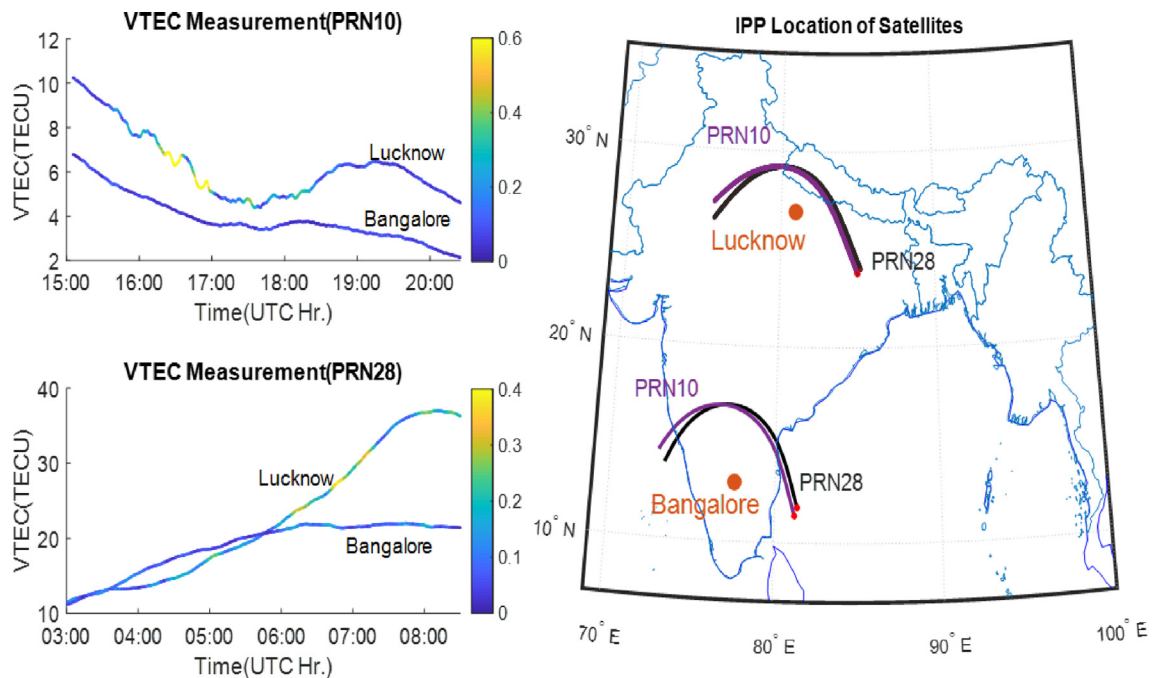 VTEC Measurement(PRN10)
12
10
8
6
4
2
VTEC(TECU)
Lucknow
Bangalore
15:00 16:00 17:00 18:00 19:00 20:00
Time(UTC Hr.)
0.6
0.4
0.2
0
VTEC Measurement(PRN28)
40
30
20
10
VTEC(TECU)
Lucknow
Bangalore
03:00 04:00 05:00 06:00 07:00 08:00
Time(UTC Hr.)
0.4
0.3
0.2
0.1
0
IPP Location of Satellites
30° N
20° N
10° N
PRN10
Lucknow
PRN28
PRN10
PRN28
Bangalore
70° E 80° E 90° E 100° E